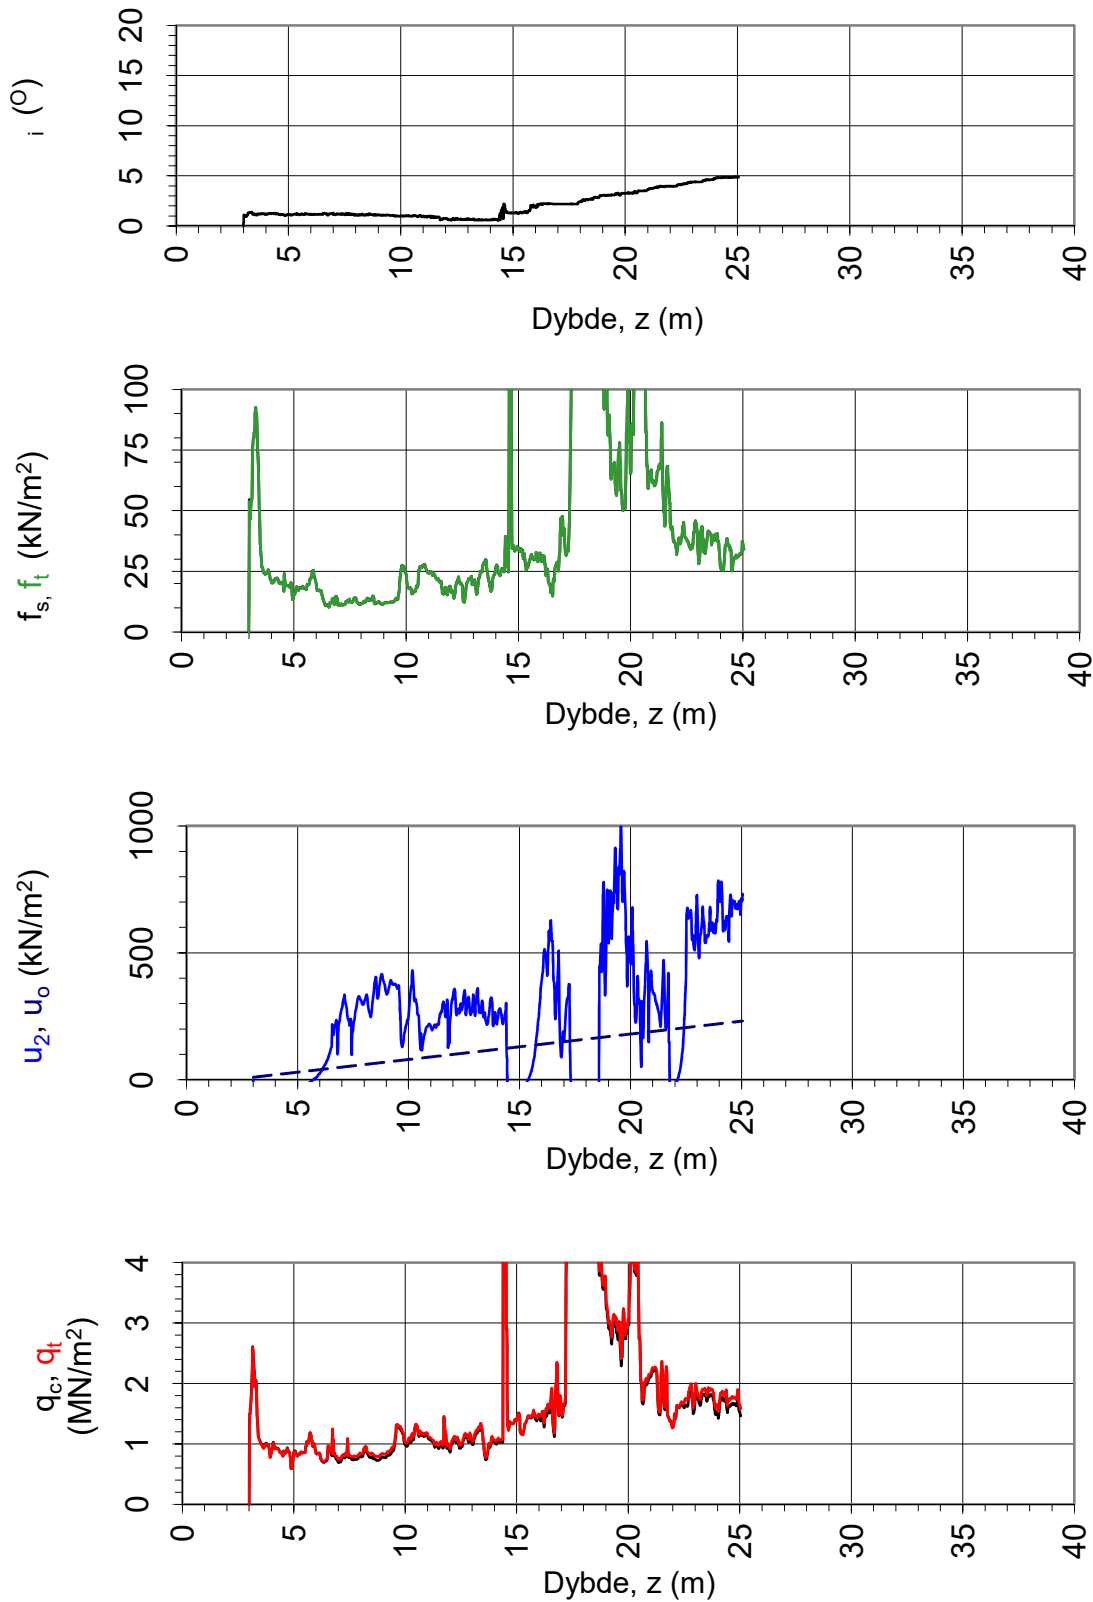 i (O)
20
15
10
5
0
0 5 10 15 20 25 30 35 40
Dybde, z (m)
fs, ft (kN/m2)
100
75
50
25
0
0 5 10 15 20 25 30 35 40
Dybde, z (m)
u2, uo (kN/m2)
1000
500
0
0 5 10 15 20 25 30 35 40
Dybde, z (m)
qc, qt
(MN/m2)
4
3
2
1
0
0 5 10 15 20 25 30 35 40
Dybde, z (m)